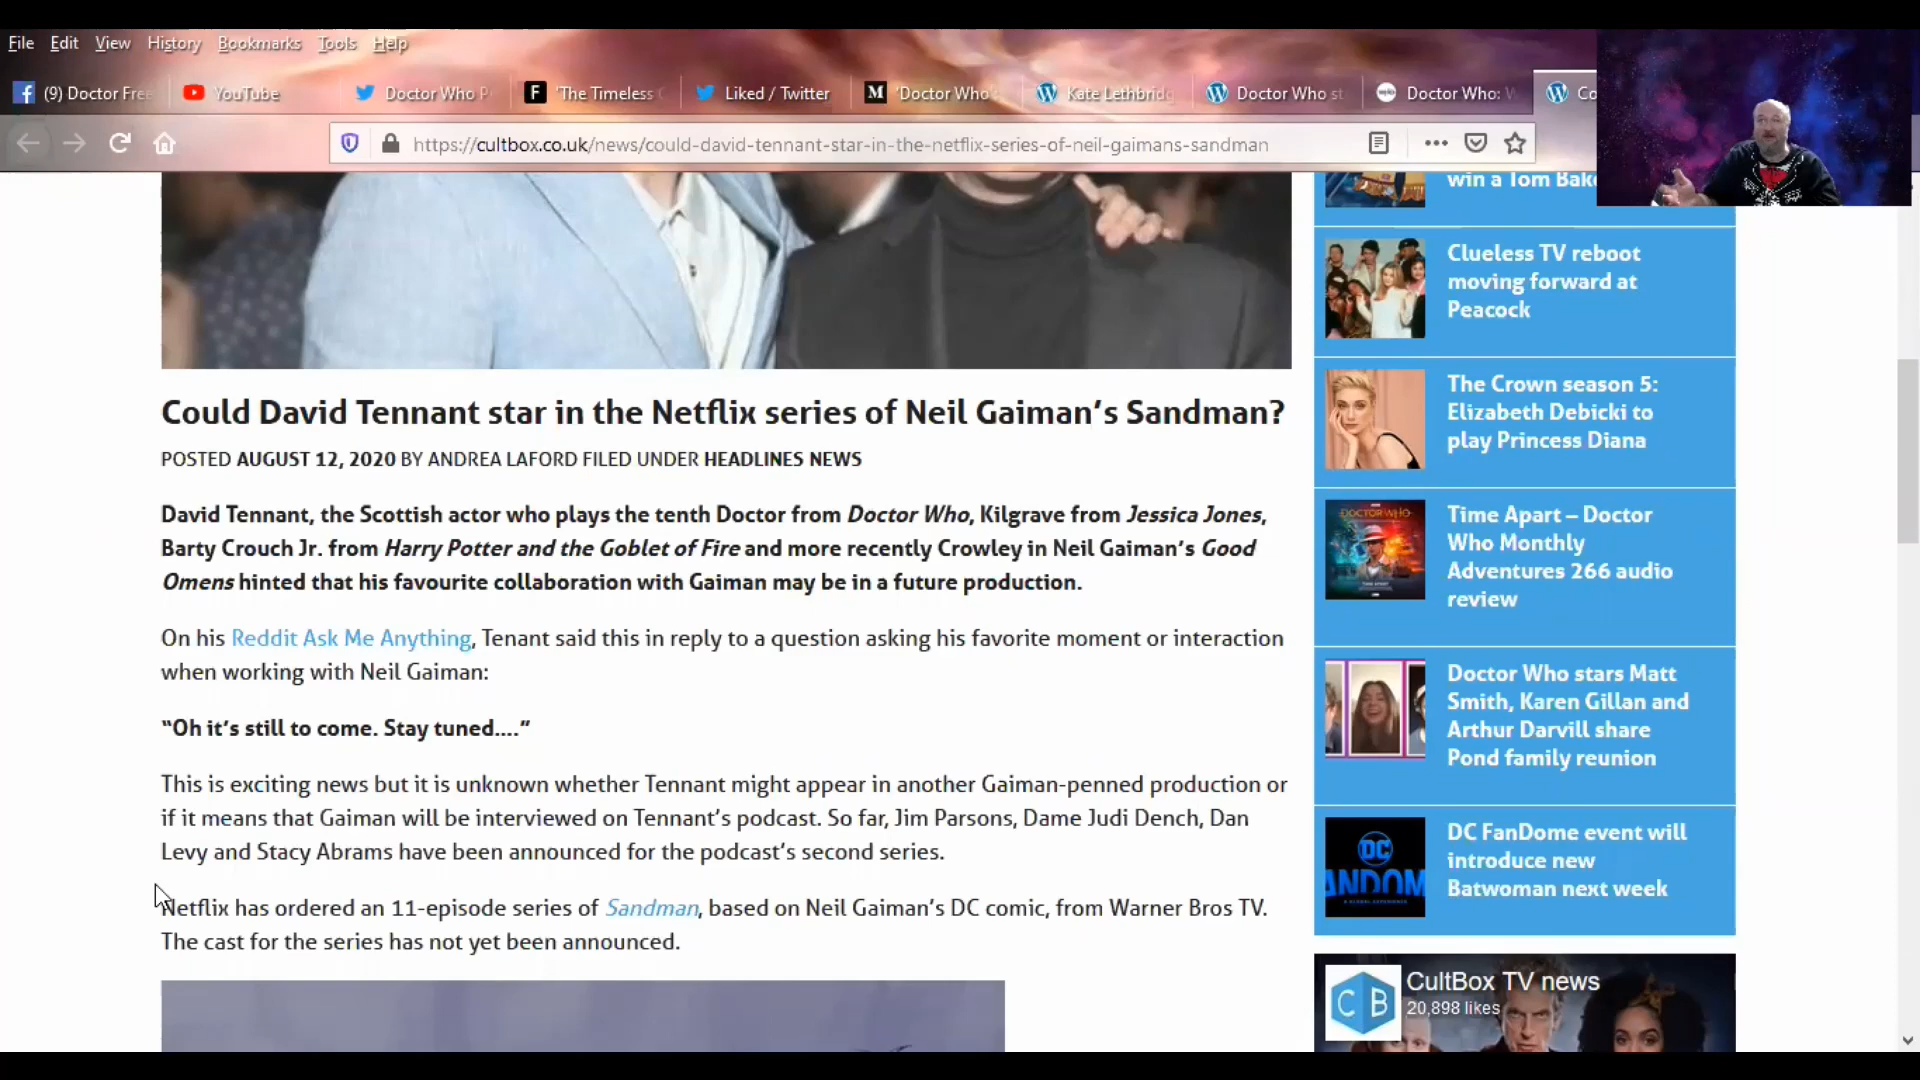 File Edit View History Bookmarks Tools Help
(9) Doctor Free
YouTube
Doctor Who P
'The Timeless C
Liked / Twitter
'Doctor Who'
Kate Lethbrid
Doctor Who st
Doctor Who: W
Co
https://cultbox.co.uk/news/could-david-tennant-star-in-the-netflix-series-of-neil-gaimans-sandman
Could David Tennant star in the Netflix series of Neil Gaiman's Sandman?
POSTED AUGUST 12, 2020 BY ANDREA LAFORD FILED UNDER HEADLINES NEWS
David Tennant, the Scottish actor who plays the tenth Doctor from Doctor Who, Kilgrave from Jessica Jones,
Barty Crouch Jr. from Harry Potter and the Goblet of Fire and more recently Crowley in Neil Gaiman's Good
Omens hinted that his favourite collaboration with Gaiman may be in a future production.
On his Reddit Ask Me Anything, Tenant said this in reply to a question asking his favorite moment or interaction
when working with Neil Gaiman:
“Oh it's still to come. Stay tuned….”
This is exciting news but it is unknown whether Tennant might appear in another Gaiman-penned production or
if it means that Gaiman will be interviewed on Tennant's podcast. So far, Jim Parsons, Dame Judi Dench, Dan
Levy and Stacy Abrams have been announced for the podcast's second series.
Netflix has ordered an 11-episode series of Sandman, based on Neil Gaiman's DC comic, from Warner Bros TV.
The cast for the series has not yet been announced.
win a Tom Bake
Clueless TV reboot
moving forward at
Peacock
The Crown season 5:
Elizabeth Debicki to
play Princess Diana
DOCTOR WHO
TIME APART
Time Apart – Doctor
Who Monthly
Adventures 266 audio
review
Doctor Who stars Matt
Smith, Karen Gillan and
Arthur Darvill share
Pond family reunion
DC
ANDOM
DC FanDome event will
introduce new
Batwoman next week
CB
CultBox TV news
20,898 likes